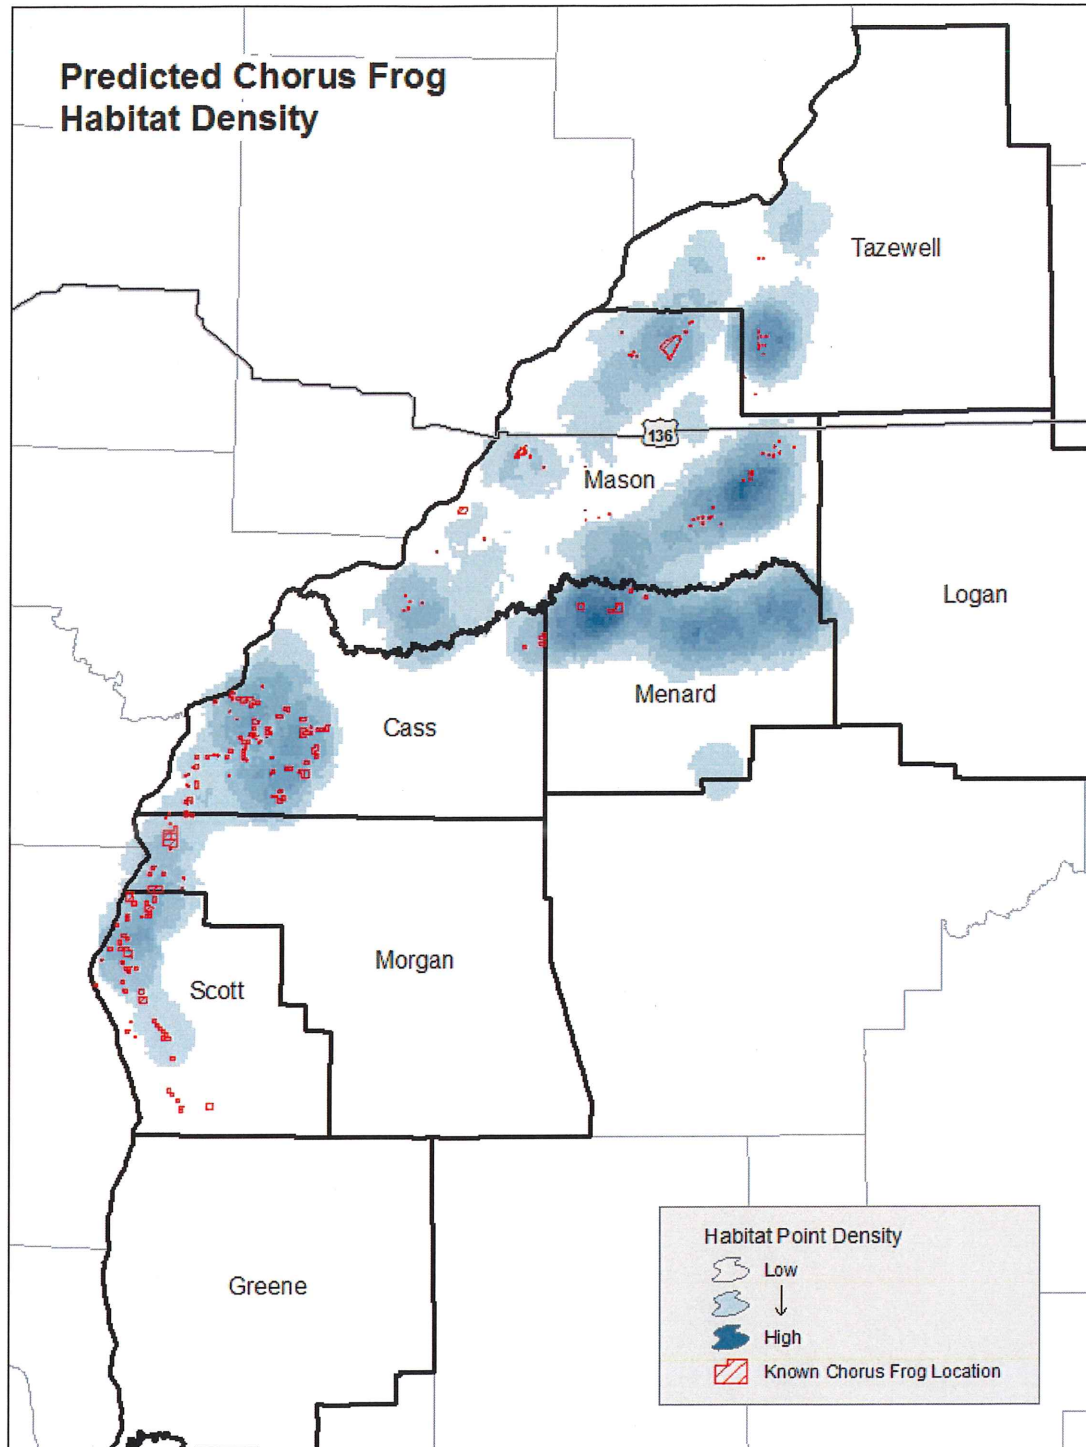 Predicted Chorus Frog
Habitat Density
Tazewell
136
Mason
Logan
Menard
Cass
Morgan
Scott
Greene
Habitat Point Density
Low
High
Known Chorus Frog Location